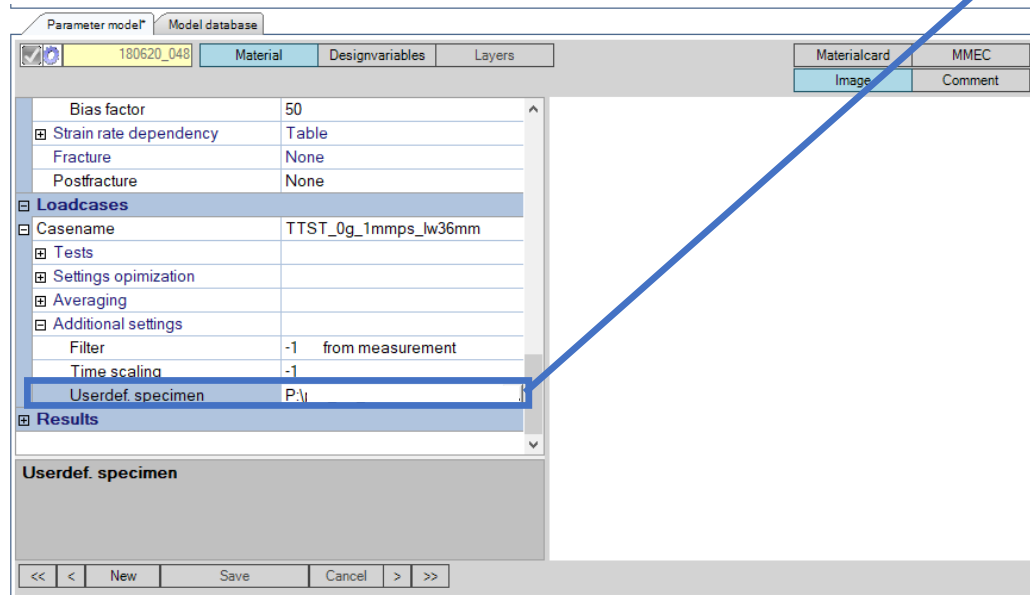 Parameter model* Model database
180620_048 Material Designvariables Layers Materialcard MMEC
Image Comment
Bias factor 50
Strain rate dependency Table
Fracture None
Postfracture None
Loadcases
Casename TTST_0g_1mmps_lw36mm
Tests
Settings opimization
Averaging
Additional settings
Filter -1 from measurement
Time scaling -1
Userdef. specimen P:\
Results
Userdef. specimen
<< < New Save Cancel > >>